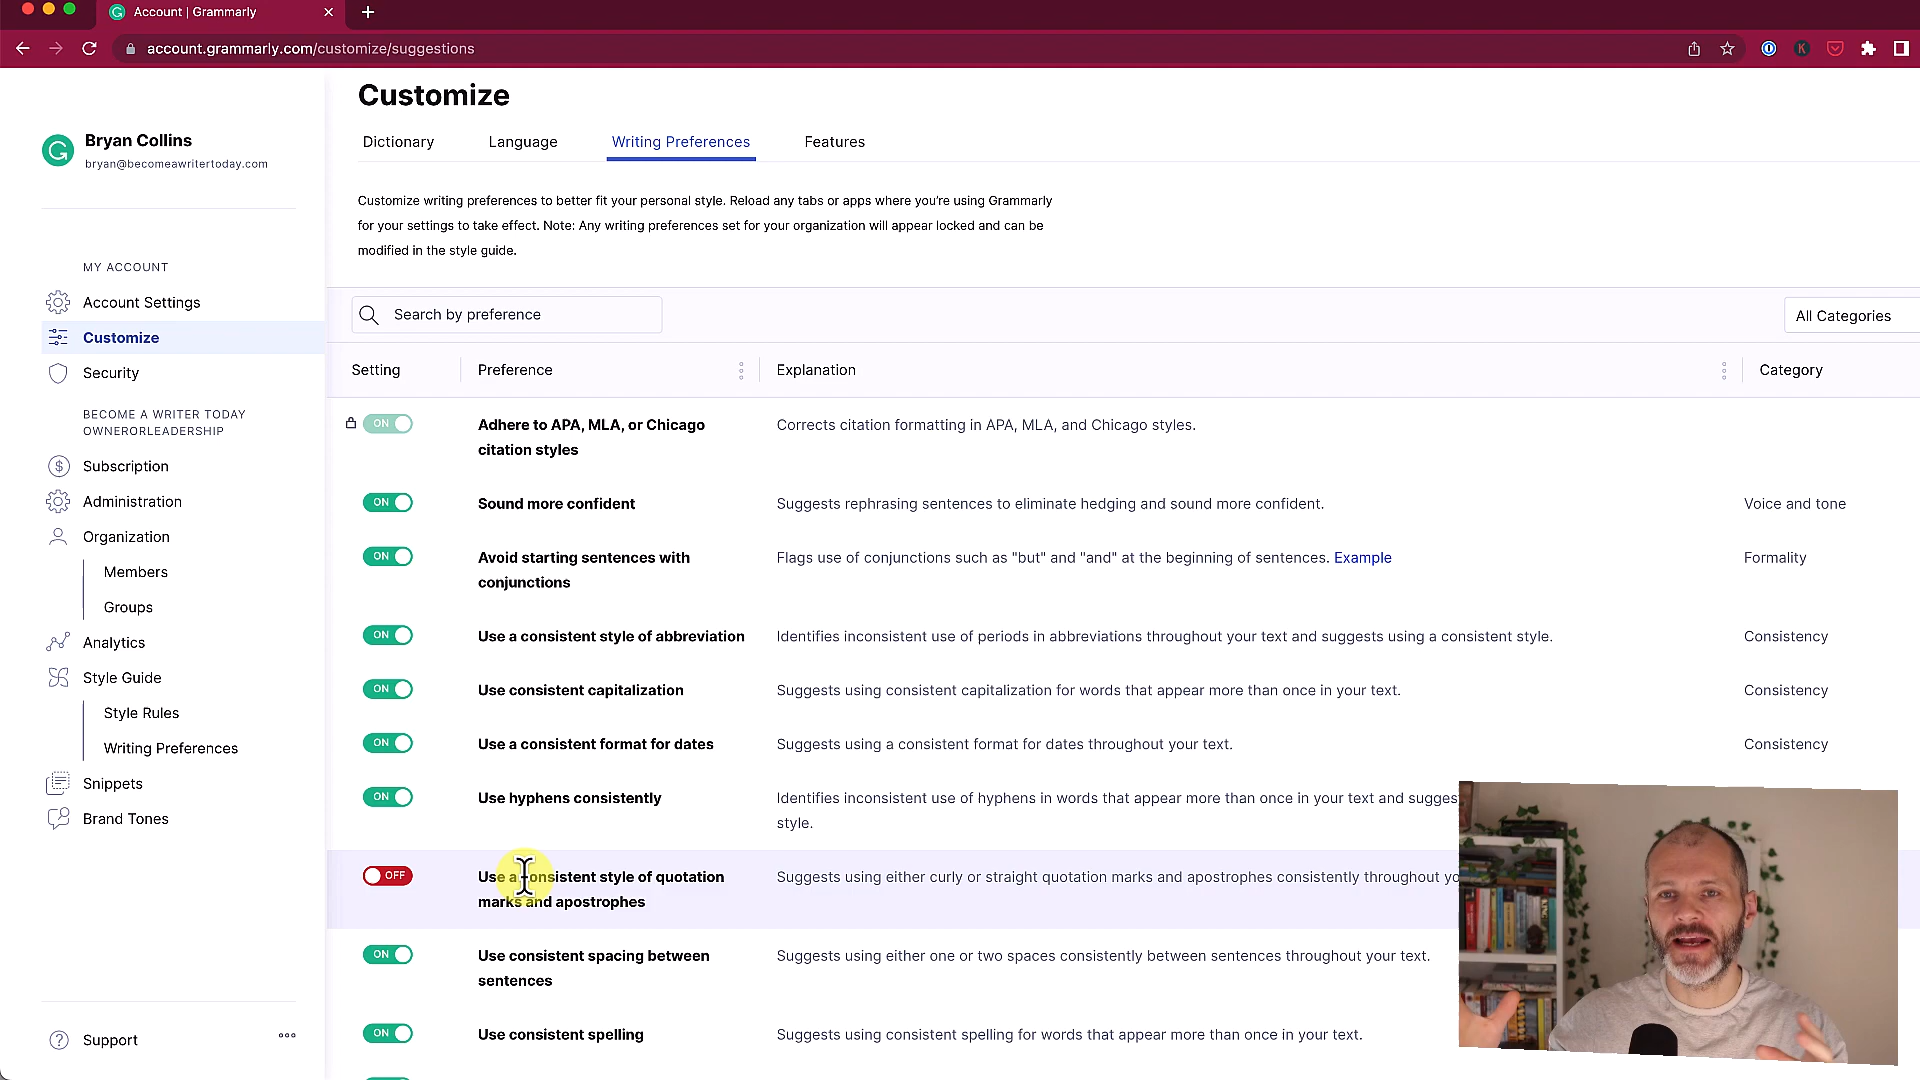 Account | Grammarly
account.grammarly.com/customize/suggestions
Bryan Collins
bryan@becomeawritertoday.com
MY ACCOUNT
Account Settings
Customize
Security
BECOME A WRITER TODAY
OWNERORLEADERSHIP
Subscription
Administration
Organization
Members
Groups
Analytics
Style Guide
Style Rules
Writing Preferences
Snippets
Brand Tones
Support
Customize
Dictionary
Language
Writing Preferences
Features
Customize writing preferences to better fit your personal style. Reload any tabs or apps where you're using Grammarly
for your settings to take effect. Note: Any writing preferences set for your organization will appear locked and can be
modified in the style guide.
Search by preference
All Categories
Setting
Preference
Explanation
Category
ON
Adhere to APA, MLA, or Chicago
citation styles
Corrects citation formatting in APA, MLA, and Chicago styles.
ON
Sound more confident
Suggests rephrasing sentences to eliminate hedging and sound more confident.
Voice and tone
ON
Avoid starting sentences with
conjunctions
Flags use of conjunctions such as "but" and "and" at the beginning of sentences. Example
Formality
ON
Use a consistent style of abbreviation
Identifies inconsistent use of periods in abbreviations throughout your text and suggests using a consistent style.
Consistency
ON
Use consistent capitalization
Suggests using consistent capitalization for words that appear more than once in your text.
Consistency
ON
Use a consistent format for dates
Suggests using a consistent format for dates throughout your text.
Consistency
ON
Use hyphens consistently
Identifies inconsistent use of hyphens in words that appear more than once in your text and sugges
style.
OFF
Use a consistent style of quotation
marks and apostrophes
Suggests using either curly or straight quotation marks and apostrophes consistently throughout yo
ON
Use consistent spacing between
sentences
Suggests using either one or two spaces consistently between sentences throughout your text.
ON
Use consistent spelling
Suggests using consistent spelling for words that appear more than once in your text.